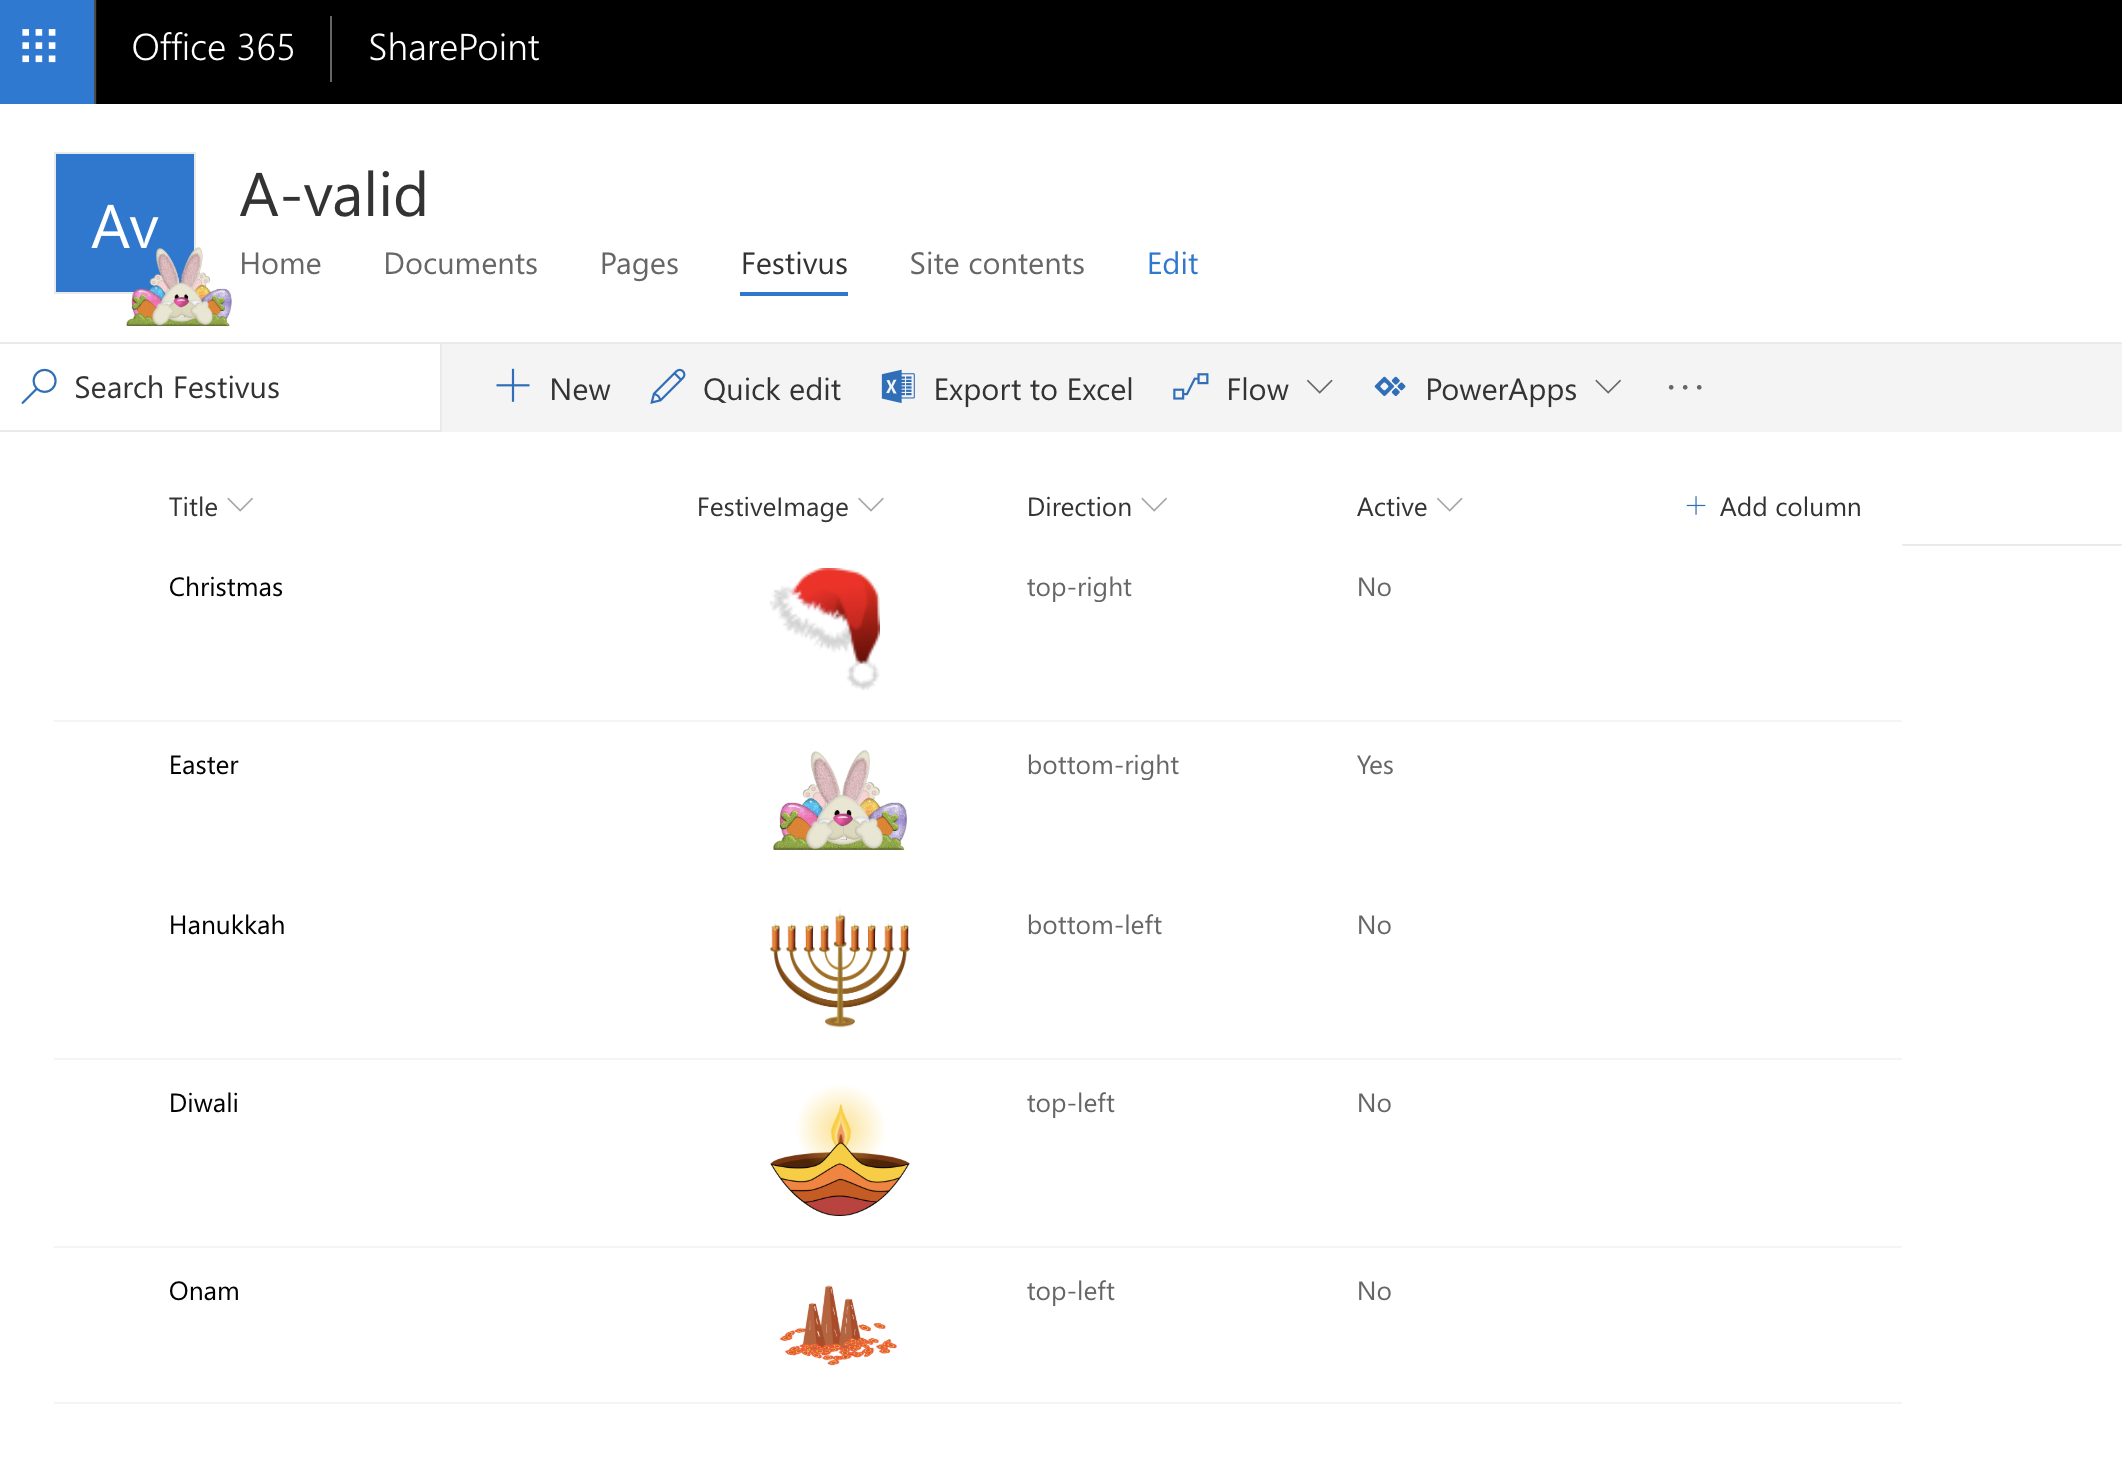 Office 365 SharePoint
Av
A-valid
Home Documents Pages Festivus Site contents Edit
Search Festivus New Quick edit Export to Excel Flow PowerApps ...
Title FestiveImage Direction Active + Add column
Christmas top-right No
Easter bottom-right Yes
Hanukkah bottom-left No
Diwali top-left No
Onam top-left No